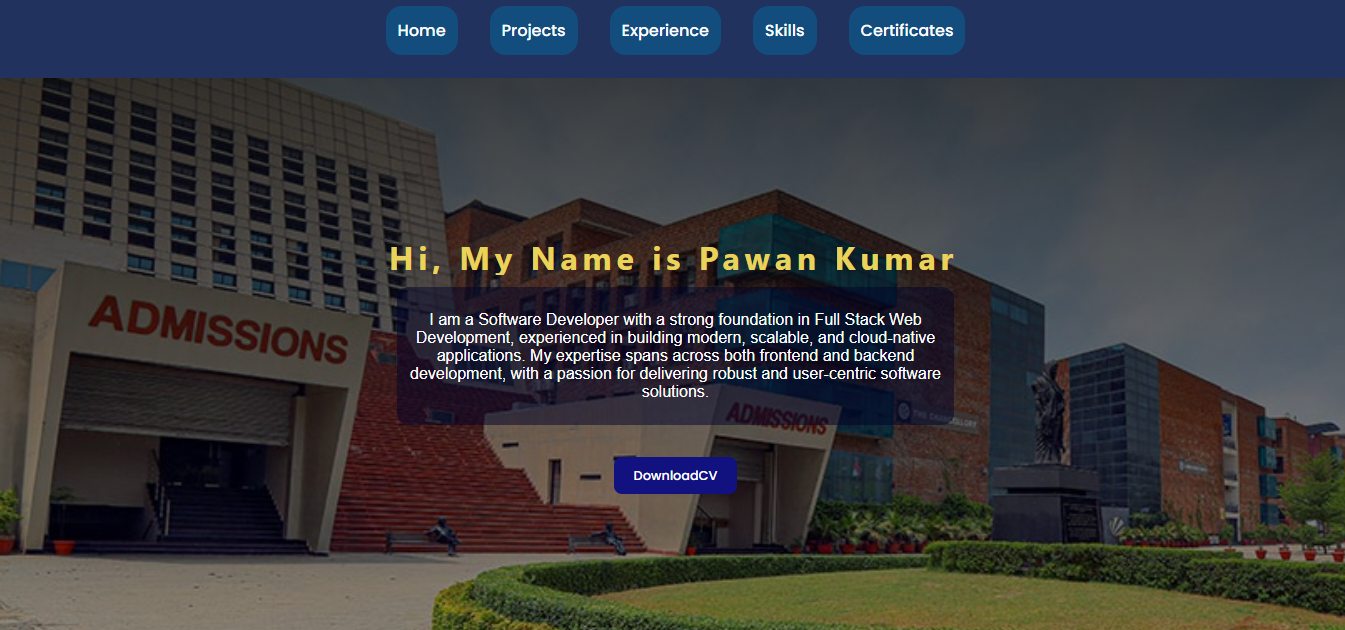 Home
Projects
Experience
Skills
Certificates
Hi, My Name is Pawan Kumar
I am a Software Developer with a strong foundation in Full Stack Web
Development, experienced in building modern, scalable, and cloud-native
applications. My expertise spans across both frontend and backend
development, with a passion for delivering robust and user-centric software
solutions.
DownloadCV
ADMISSIONS
ADMISSIONS
THE CHANCELLORY